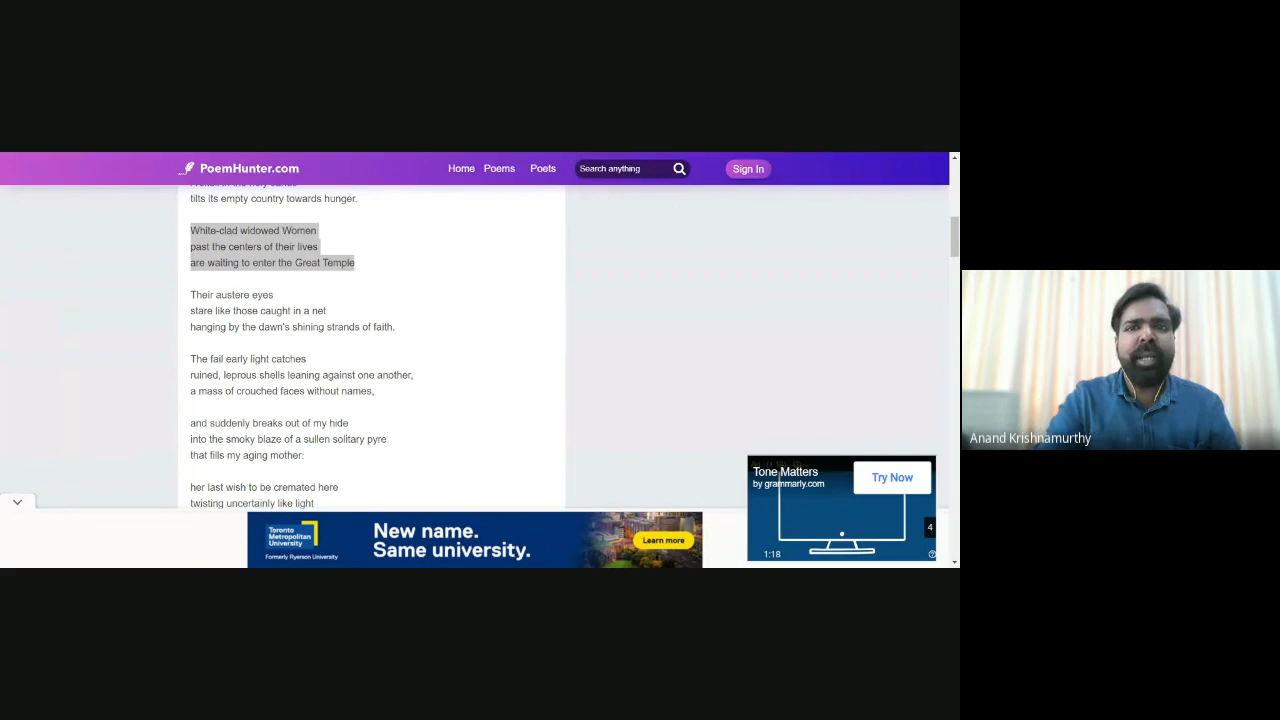 PoemHunter.com
Home
Poems
Poets
Search anything
Sign In
tilts its empty country towards hunger.
White-clad widowed Women
past the centers of their lives
are waiting to enter the Great Temple
Their austere eyes
stare like those caught in a net
hanging by the dawn's shining strands of faith.
The fail early light catches
ruined, leprous shells leaning against one another,
a mass of crouched faces without names,
and suddenly breaks out of my hide
into the smoky blaze of a sullen solitary pyre
that fills my aging mother:
her last wish to be cremated here
twisting uncertainly like light
Tone Matters
by grammarly.com
Try Now
4
1:18
Toronto
Metropolitan
University
Formerly Ryerson University
New name.
Same university.
Learn more
Anand Krishnamurthy